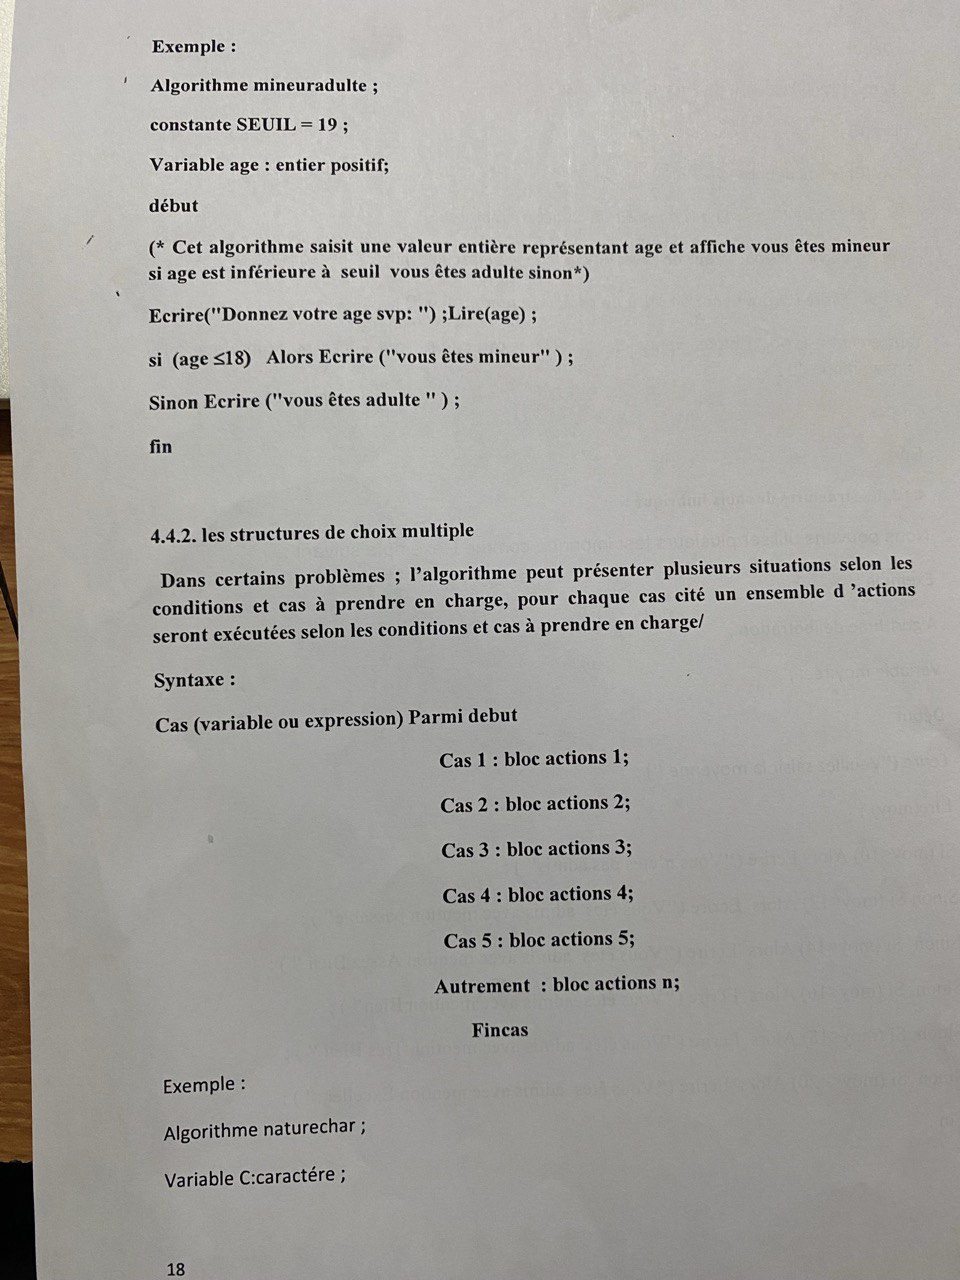 Exemple :
Algorithme mineuradulte ;
constante SEUIL = 19 ;
Variable age : entier positif;
début
(* Cet algorithme saisit une valeur entière représentant age et affiche vous êtes mineur
si age est inférieure à seuil vous êtes adulte sinon*)
Ecrire("Donnez votre age svp: ") ;Lire(age) ;
si (age ≤18) Alors Ecrire ("vous êtes mineur" ) ;
Sinon Ecrire ("vous êtes adulte " ) ;
fin
4.4.2. les structures de choix multiple
Dans certains problèmes ; l’algorithme peut présenter plusieurs situations selon les
conditions et cas à prendre en charge, pour chaque cas cité un ensemble d ’actions
seront exécutées selon les conditions et cas à prendre en charge/
Syntaxe :
Cas (variable ou expression) Parmi debut
Cas 1 : bloc actions 1;
Cas 2 : bloc actions 2;
Cas 3 : bloc actions 3;
Cas 4 : bloc actions 4;
Cas 5 : bloc actions 5;
Autrement : bloc actions n;
Fincas
Exemple :
Algorithme naturechar ;
Variable C:caractére ;
18